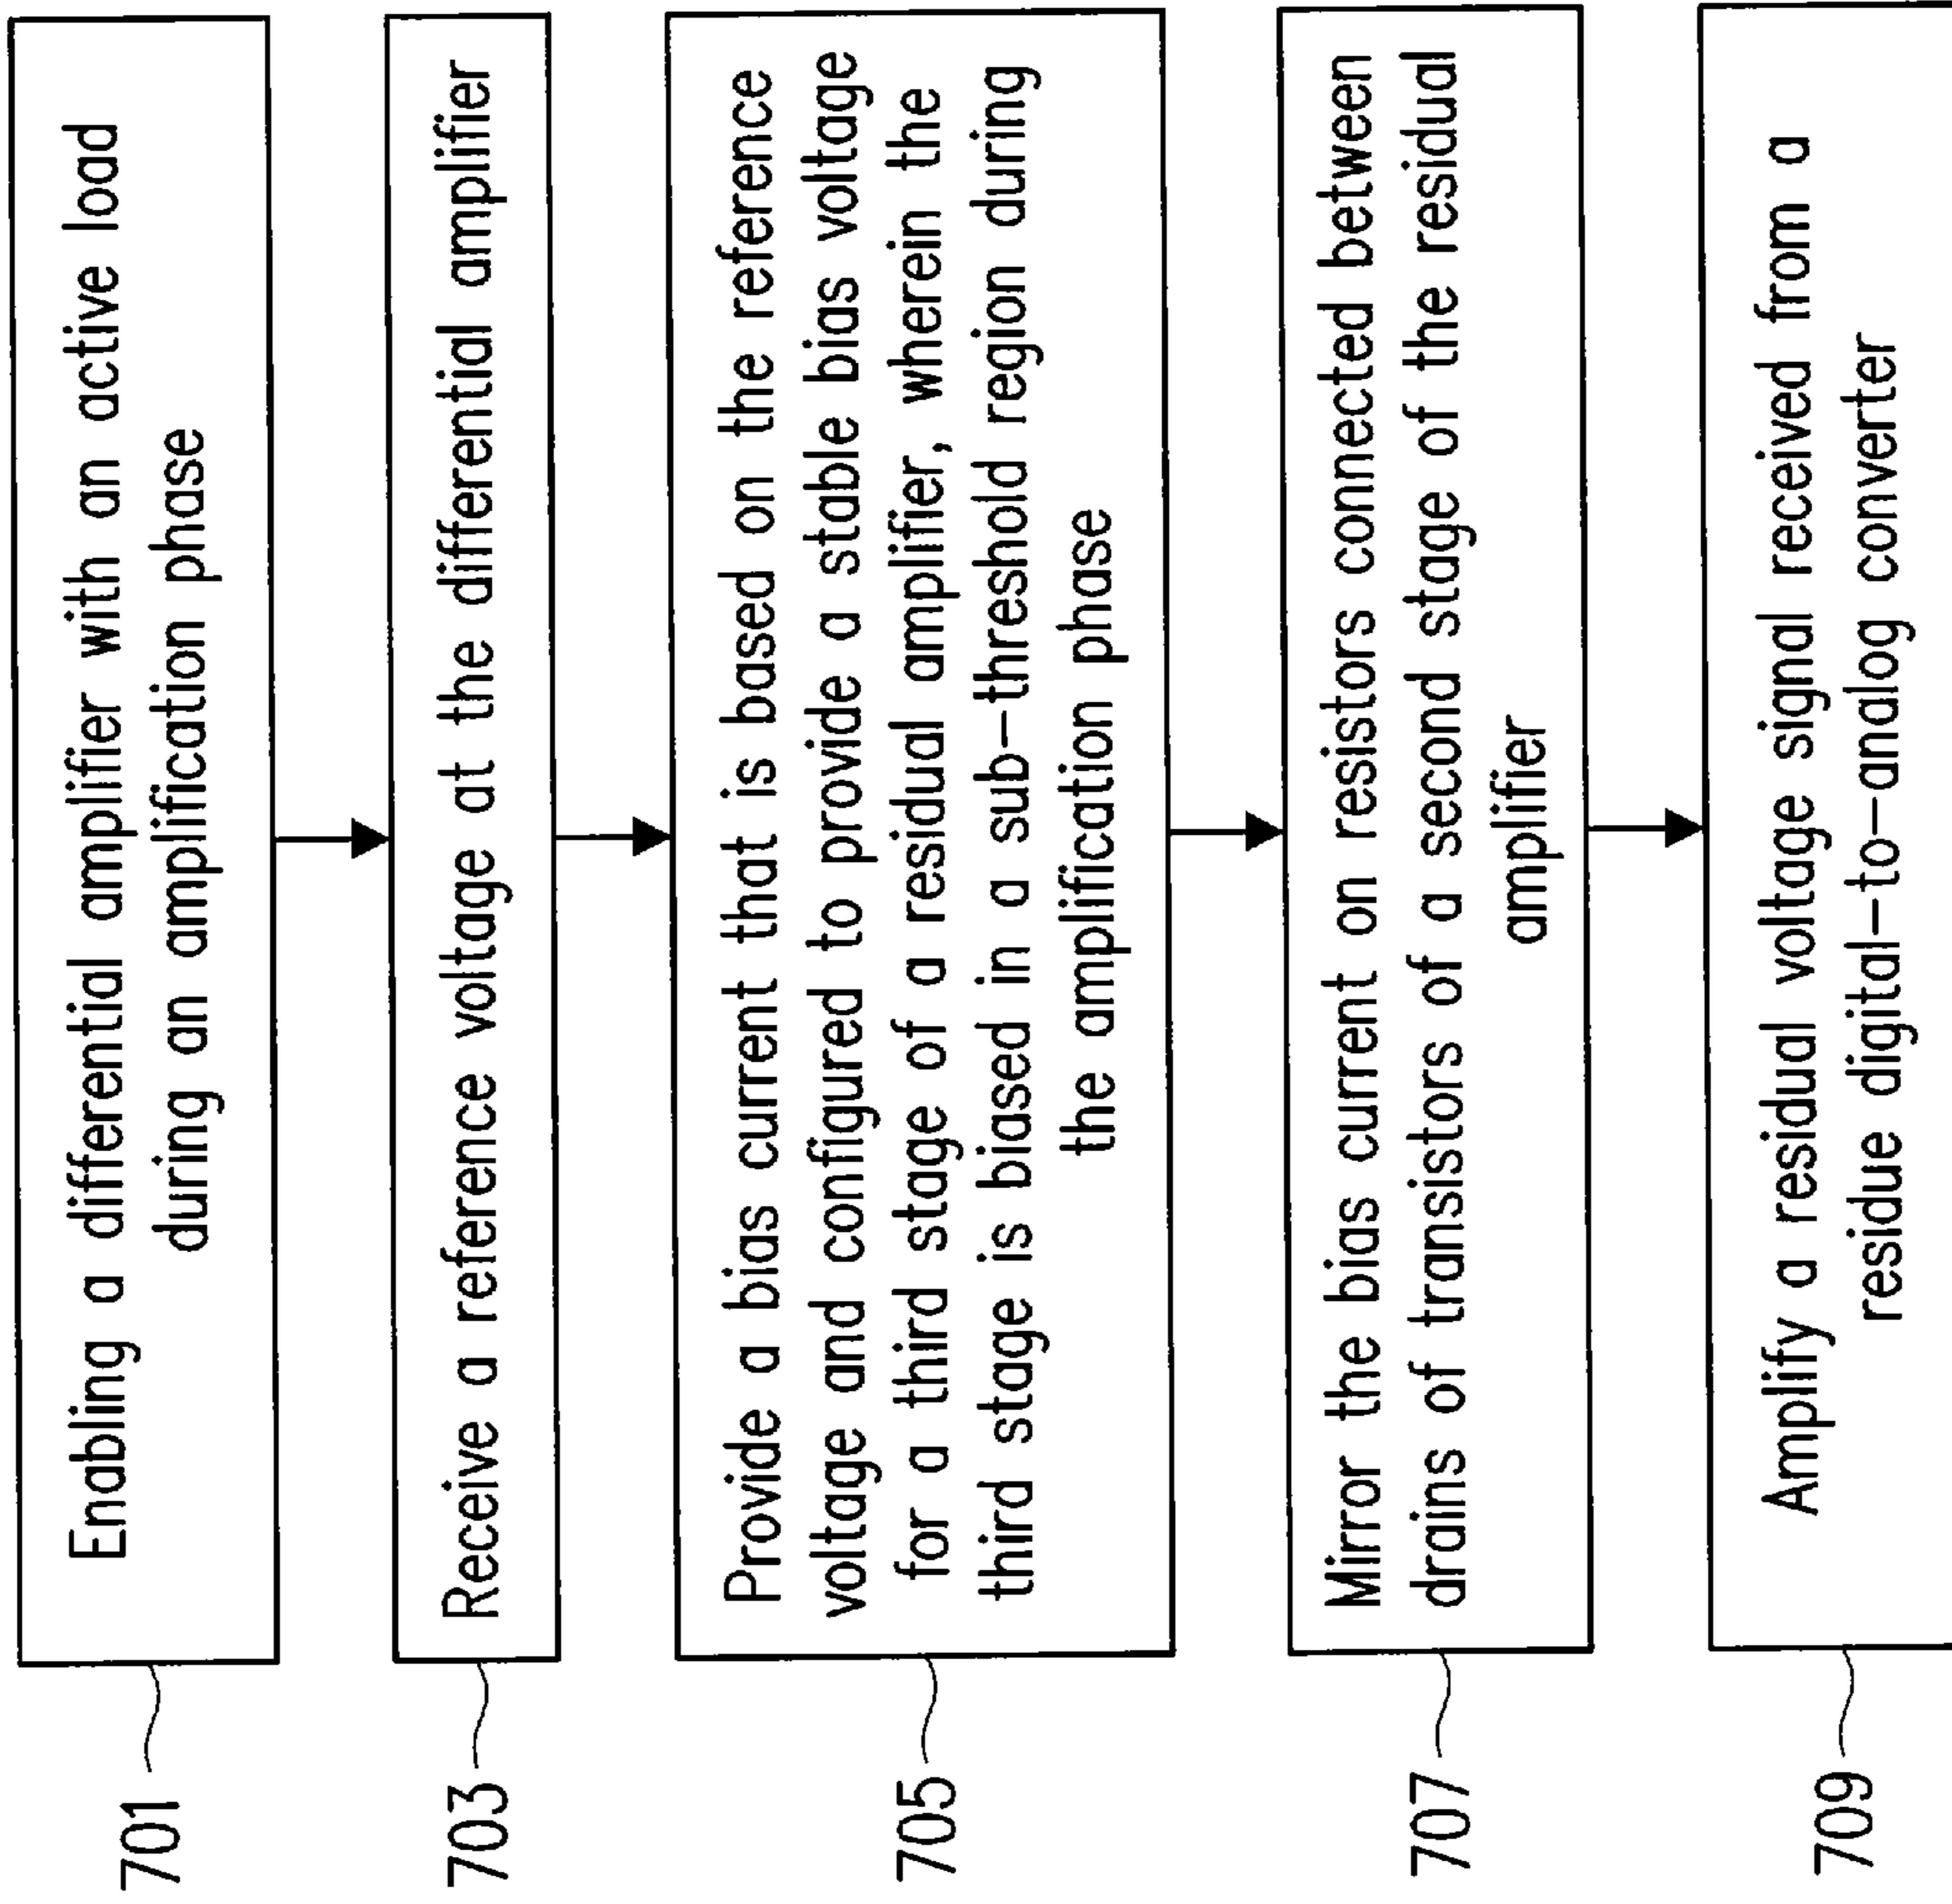 701
Enabling a differential amplifier with an active load
during an amplification phase
703
Receive a reference voltage at the differential amplifier
705
Provide a bias current that is based on the reference
voltage and configured to provide a stable bias voltage
for a third stage of a residual amplifier, wherein the
third stage is biased in a sub-threshold region during
the amplification phase
707
Mirror the bias current on resistors connected between
drains of transistors of a second stage of the residual
amplifier
709
Amplify a residual voltage signal received from a
residue digital-to-analog converter